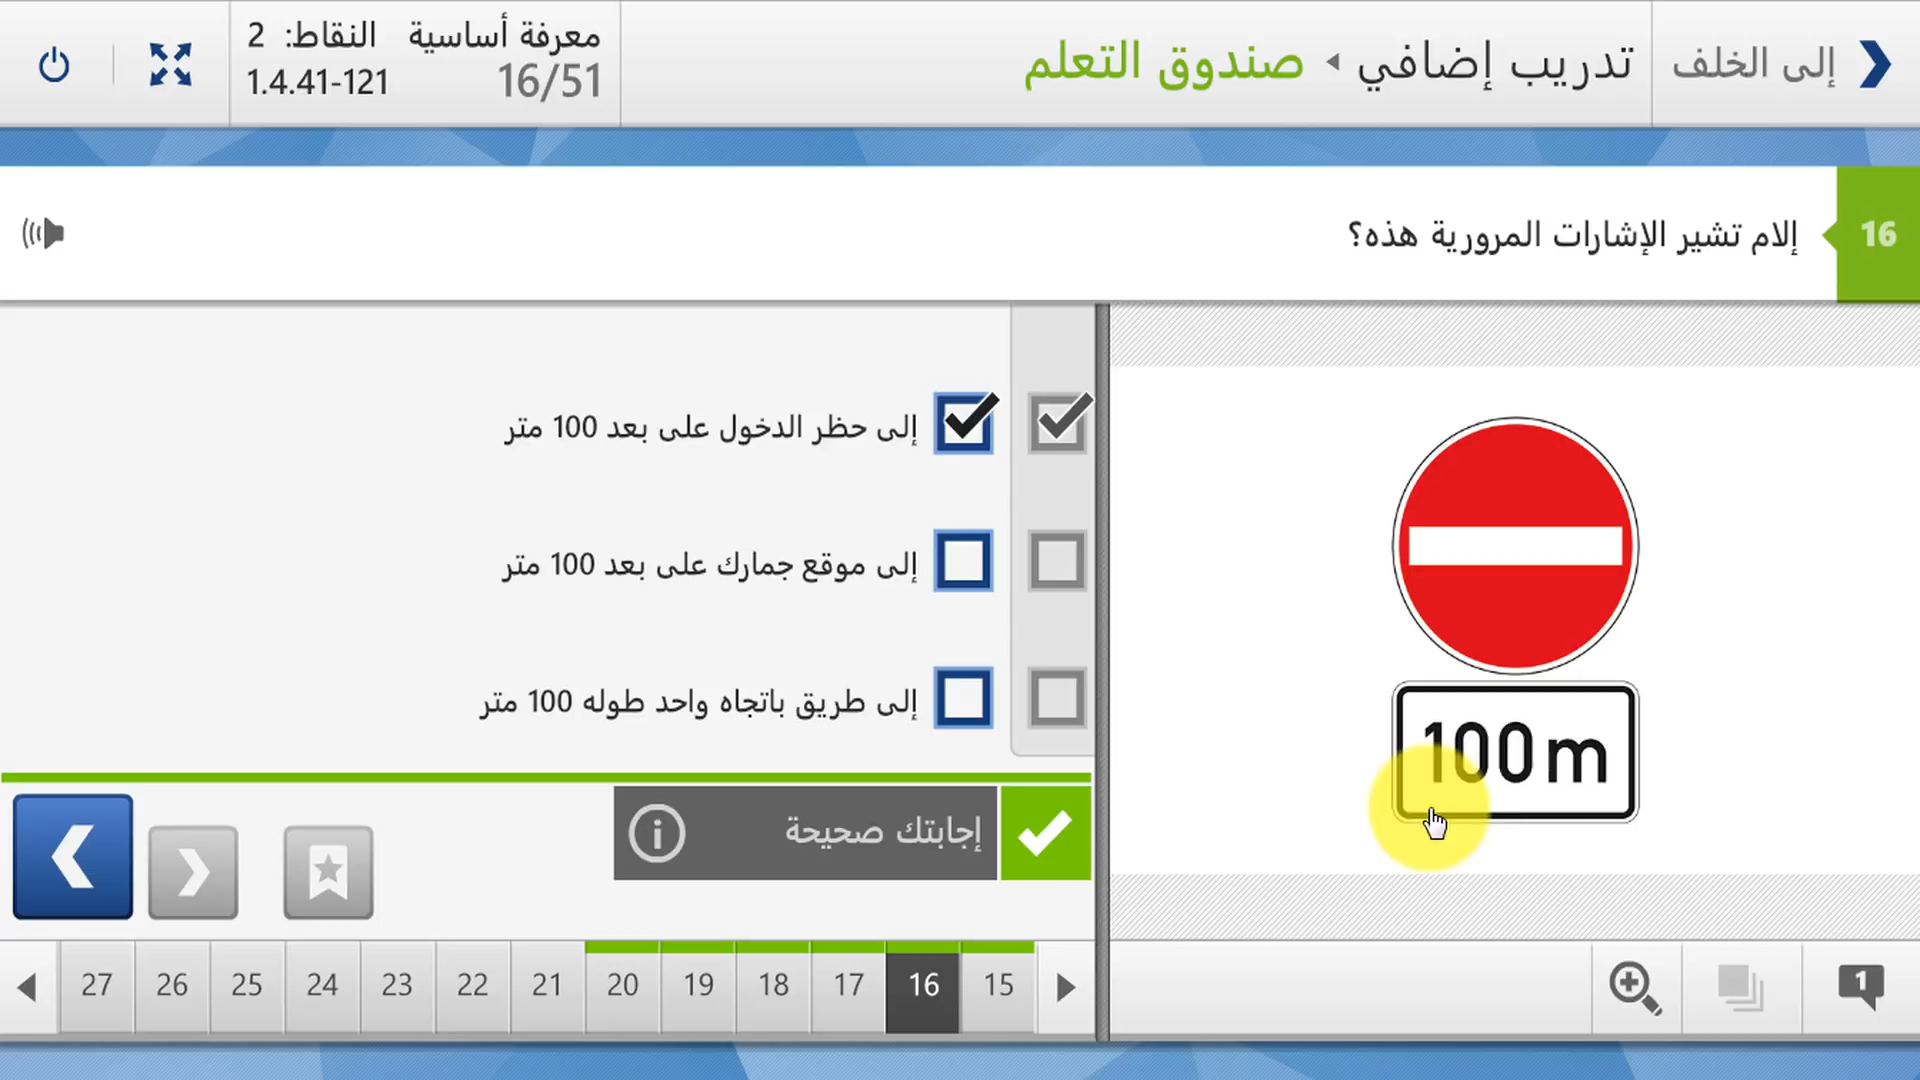 إلى الخلف
تدريب إضافي
صندوق التعلم
معرفة أساسية
النقاط: 2
16/51
1.4.41-121
16
إلام تشير الإشارات المرورية هذه؟
إلى حظر الدخول على بعد 100 متر
إلى موقع جمارك على بعد 100 متر
إلى طريق باتجاه واحد طوله 100 متر
100 m
إجابتك صحيحة
i
15 16 17 18 19 20 21 22 23 24 25 26 27
1